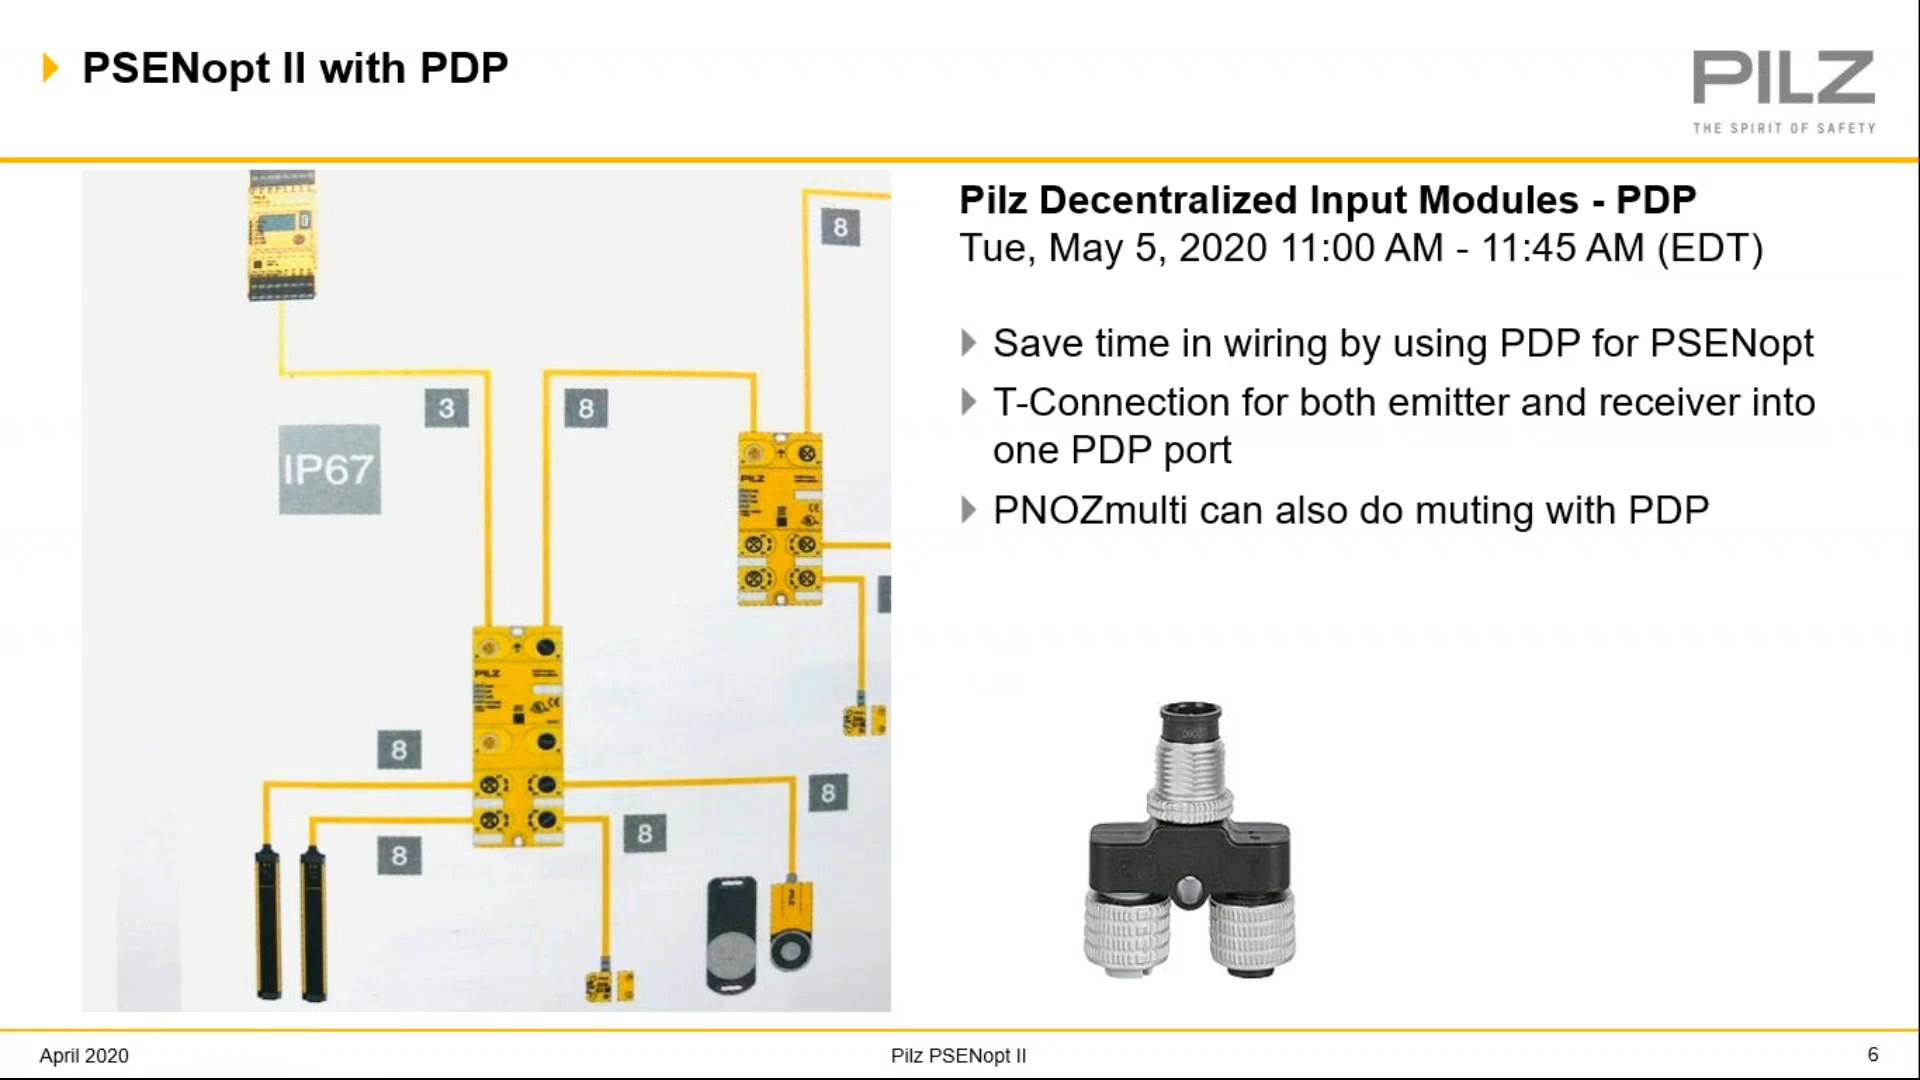 PSENopt II with PDP
PILZ
THE SPIRIT OF SAFETY
Pilz Decentralized Input Modules - PDP
Tue, May 5, 2020 11:00 AM - 11:45 AM (EDT)
Save time in wiring by using PDP for PSENopt
T-Connection for both emitter and receiver into
one PDP port
PNOZmulti can also do muting with PDP
8
3
8
IP67
PILZ
PILZ
8
8
8
8
PILZ
April 2020
Pilz PSENopt II
6